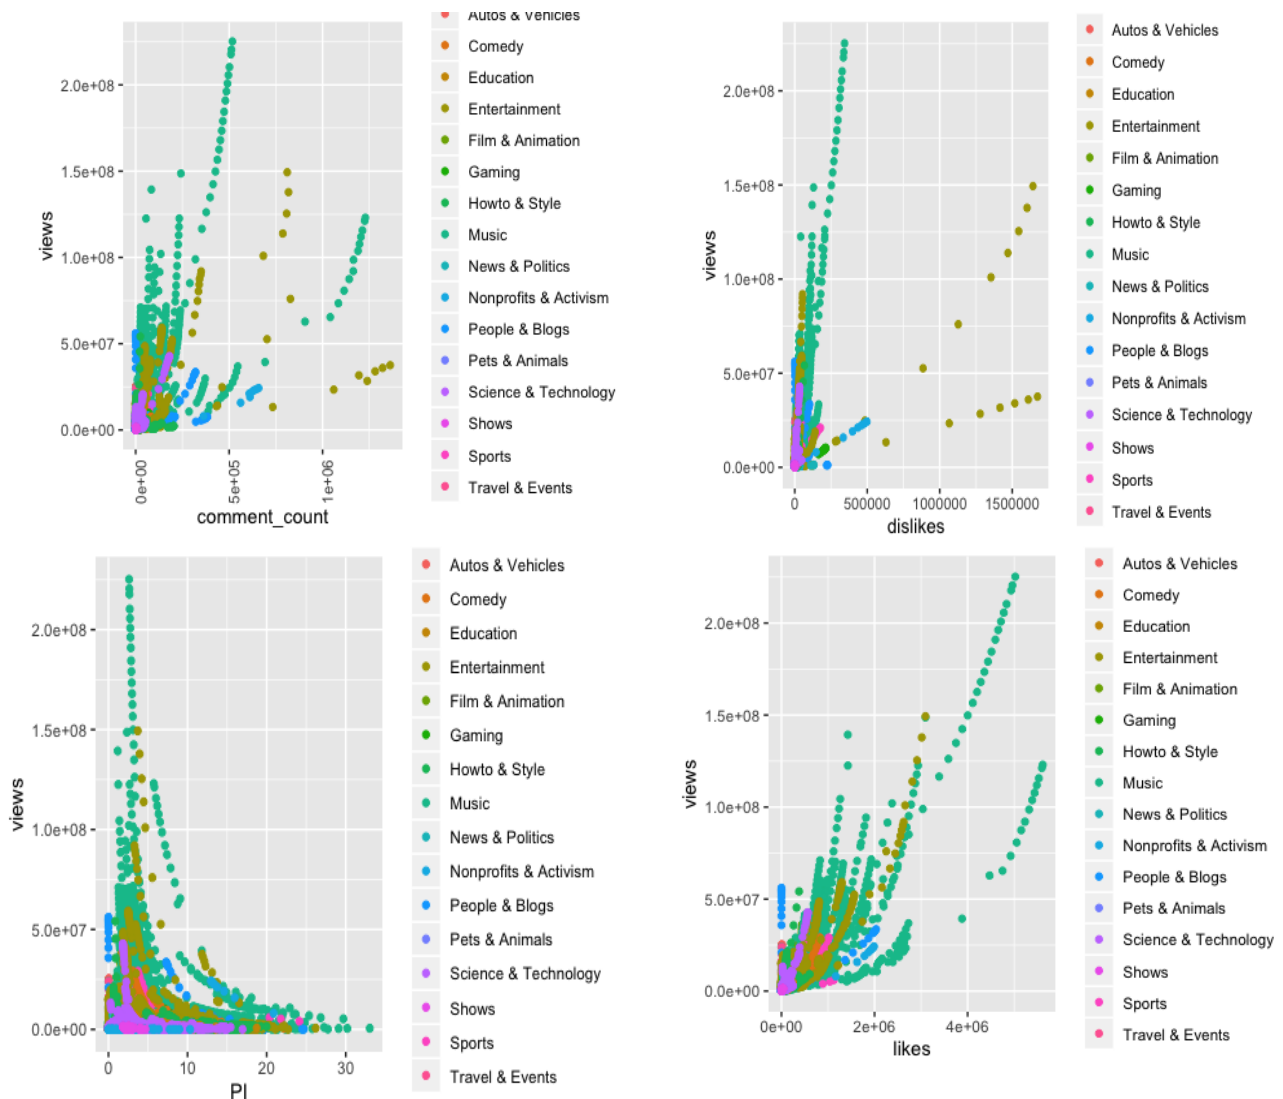 Autos & Vehicles
Comedy
Education
Entertainment
Film & Animation
Gaming
Howto & Style
Music
News & Politics
Nonprofits & Activism
People & Blogs
Pets & Animals
Science & Technology
Shows
Sports
Travel & Events
views
2.0e+08
1.5e+08
1.0e+08
5.0e+07
0.0e+00
0e+00
5e+05
1e+06
comment_count
Autos & Vehicles
Comedy
Education
Entertainment
Film & Animation
Gaming
Howto & Style
Music
News & Politics
Nonprofits & Activism
People & Blogs
Pets & Animals
Science & Technology
Shows
Sports
Travel & Events
views
2.0e+08
1.5e+08
1.0e+08
5.0e+07
0.0e+00
0 500000 1000000 1500000
dislikes
Autos & Vehicles
Comedy
Education
Entertainment
Film & Animation
Gaming
Howto & Style
Music
News & Politics
Nonprofits & Activism
People & Blogs
Pets & Animals
Science & Technology
Shows
Sports
Travel & Events
views
2.0e+08
1.5e+08
1.0e+08
5.0e+07
0.0e+00
0 10 20 30
PI
Autos & Vehicles
Comedy
Education
Entertainment
Film & Animation
Gaming
Howto & Style
Music
News & Politics
Nonprofits & Activism
People & Blogs
Pets & Animals
Science & Technology
Shows
Sports
Travel & Events
views
2.0e+08
1.5e+08
1.0e+08
5.0e+07
0.0e+00
0e+00 2e+06 4e+06
likes